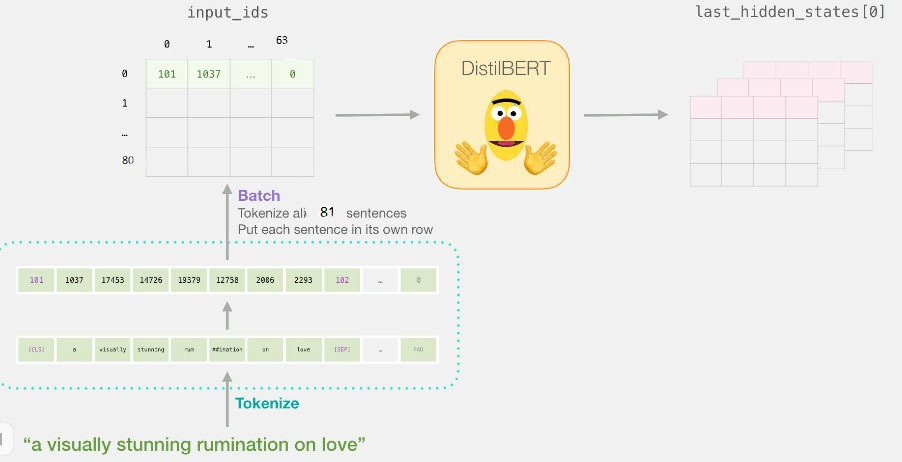 input_ids
last_hidden_states[0]
0 1 … 63
DistilBERT
0 101 1037 … 0
1
…
80
Batch
Tokenize all 81 sentences
Put each sentence in its own row
101 1037 17453 14726 19379 12758 2006 2293 102 … 0
[CLS] a visually stunning rum ##ination on love [SEP] … PAD
Tokenize
“a visually stunning rumination on love”